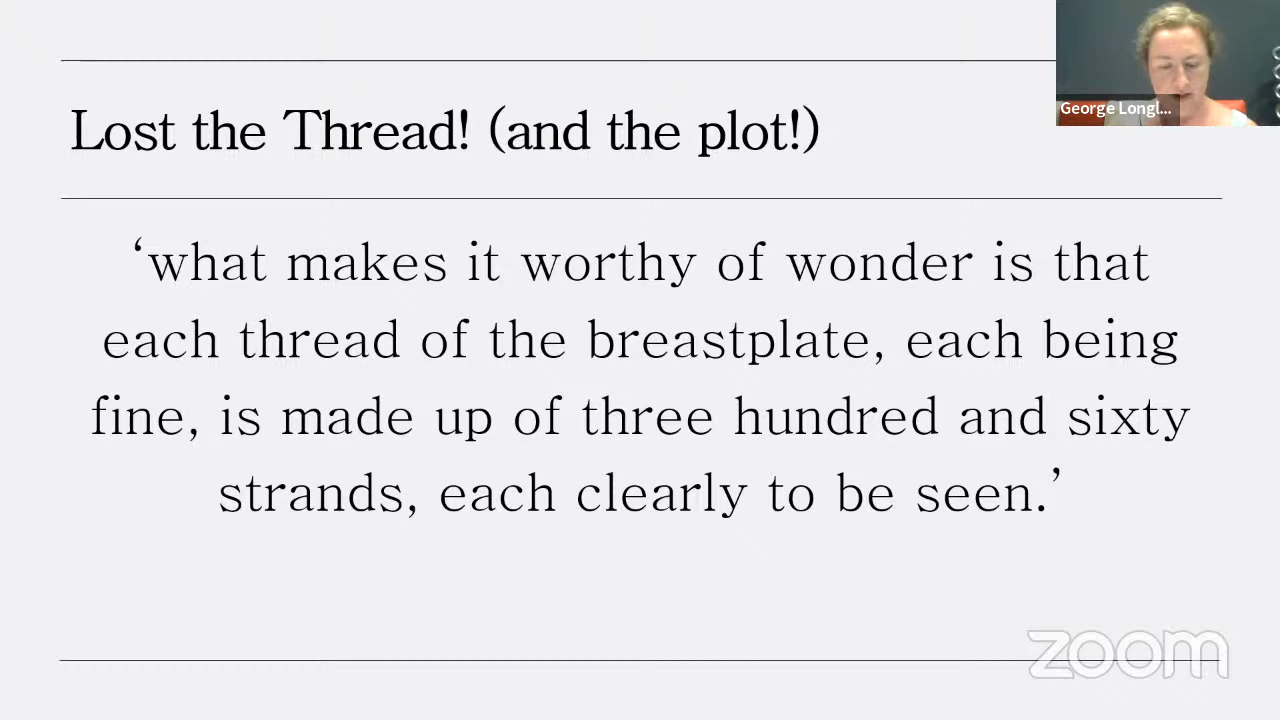 George Longl...
Lost the Thread! (and the plot!)
‘what makes it worthy of wonder is that
each thread of the breastplate, each being
fine, is made up of three hundred and sixty
strands, each clearly to be seen.’
zoom